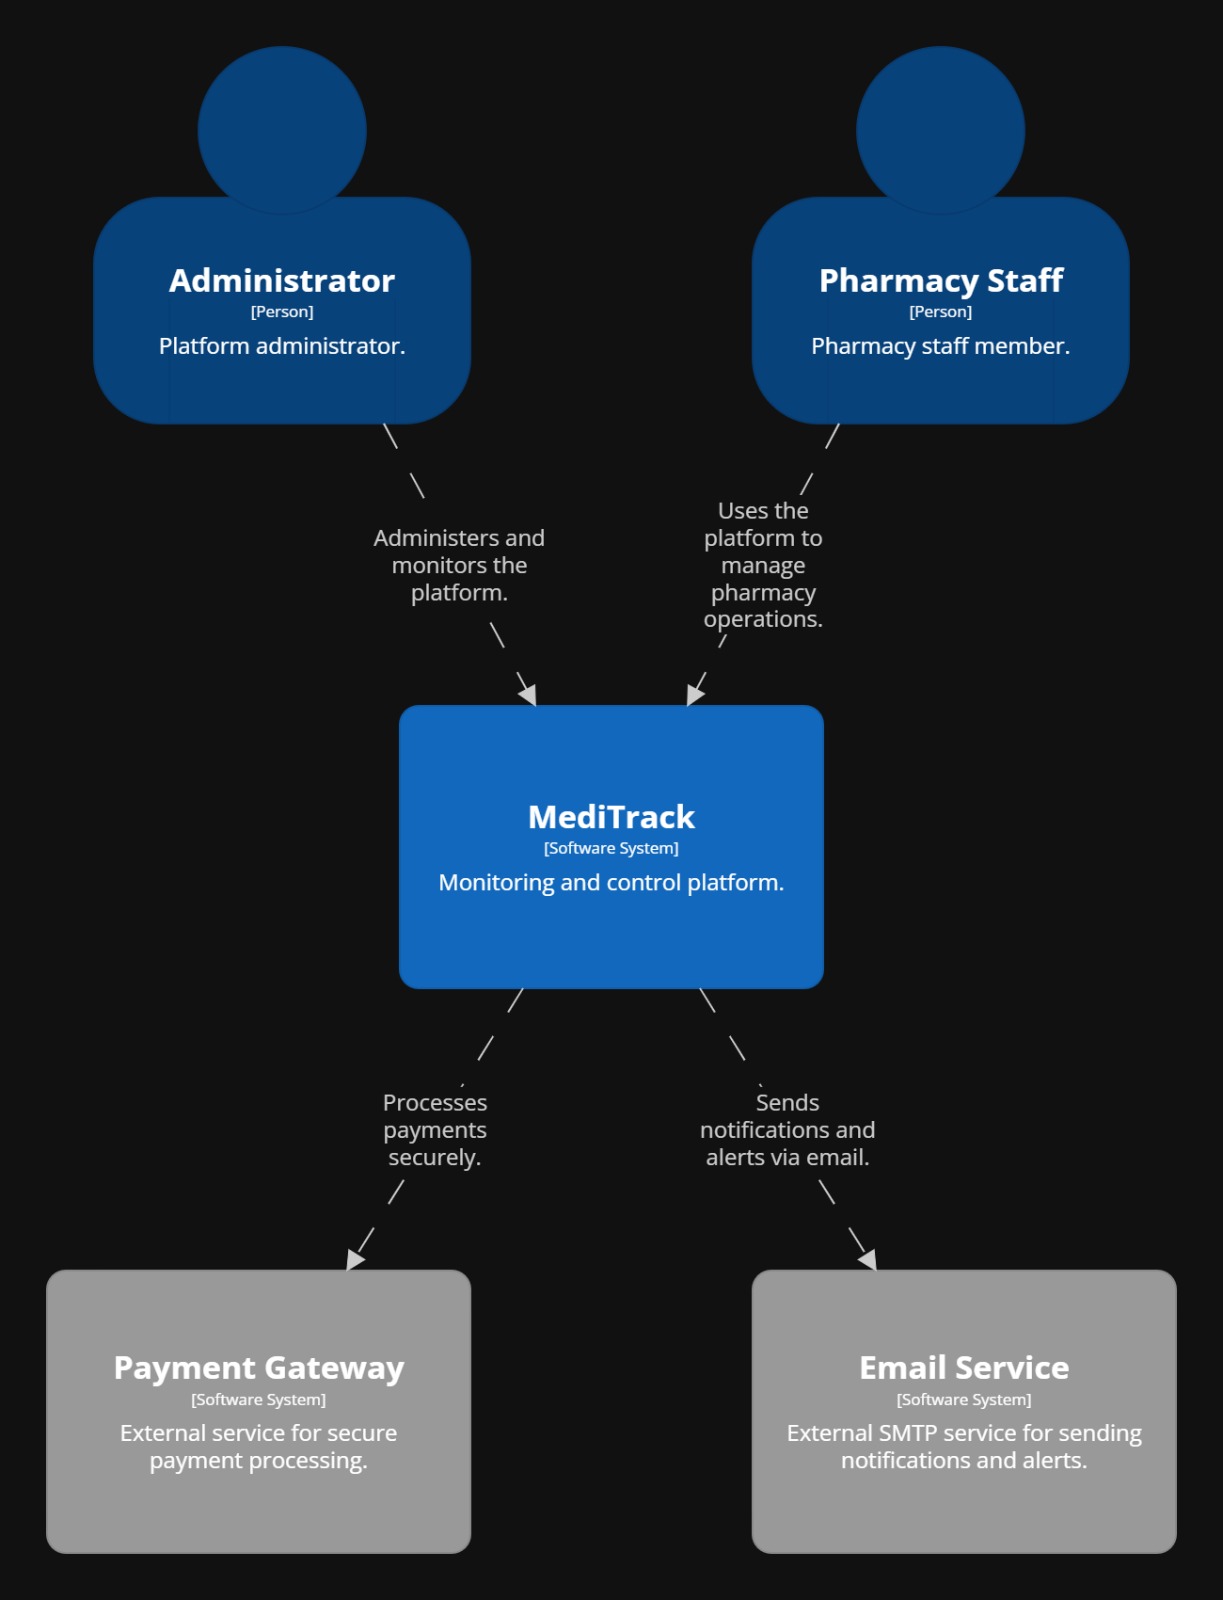 Administrator
[Person]
Platform administrator.
Pharmacy Staff
[Person]
Pharmacy staff member.
Administers and
monitors the
platform.
Uses the
platform to
manage
pharmacy
operations.
MediTrack
[Software System]
Monitoring and control platform.
Processes
payments
securely.
Sends
notifications and
alerts via email.
Payment Gateway
[Software System]
External service for secure
payment processing.
Email Service
[Software System]
External SMTP service for sending
notifications and alerts.